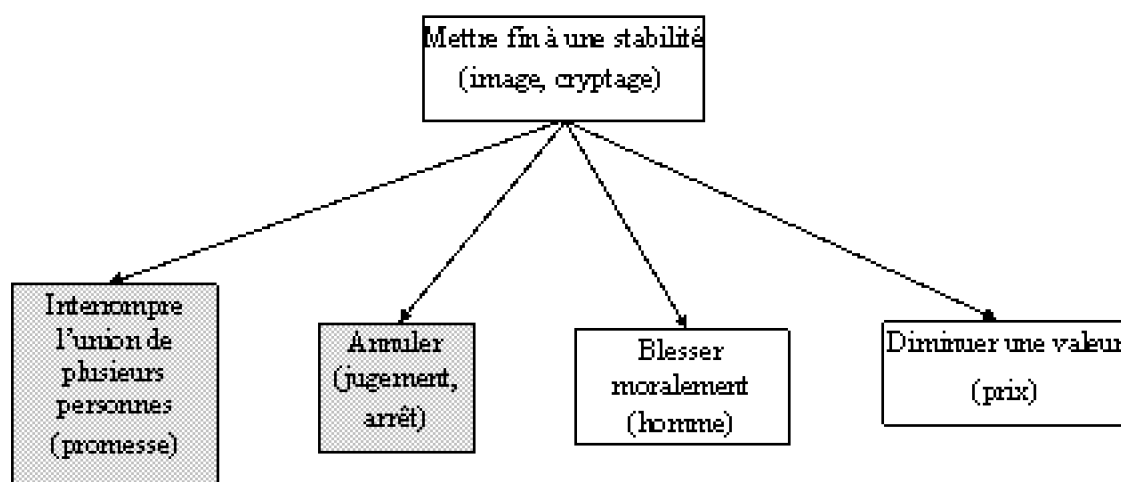 Mettre fin à une stabilité
(image, cryptage)
Interrompre
l'union de
plusieurs
personnes
(promesse)
Annuler
(jugement,
arrêt)
Blesser
moralement
(homme)
Diminuer une valeur
(prix)